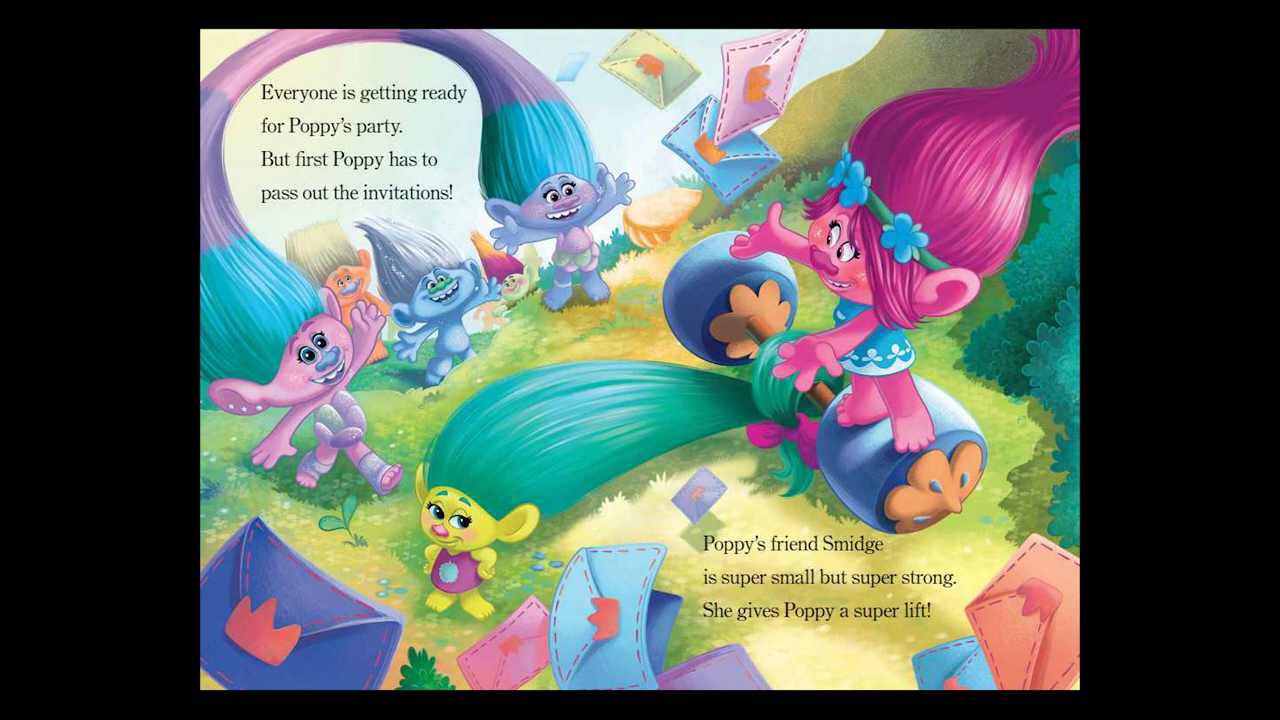 Everyone is getting ready
for Poppy's party.
But first Poppy has to
pass out the invitations!
Poppy's friend Smidge
is super small but super strong.
She gives Poppy a super lift!